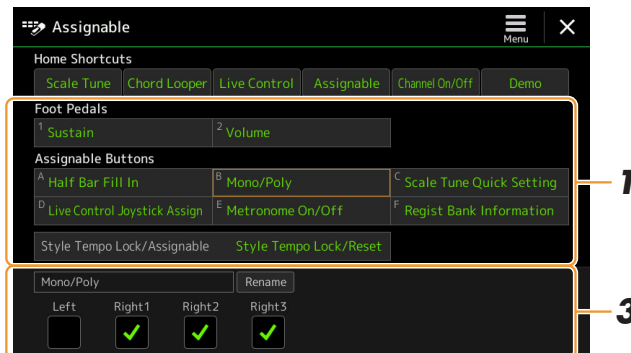 Assignable
Menu
Home Shortcuts
Scale Tune Chord Looper Live Control Assignable Channel On/Off Demo
Foot Pedals
1 Sustain 2 Volume
Assignable Buttons
A Half Bar Fill In B Mono/Poly C Scale Tune Quick Setting
1
D Live Control Joystick Assign E Metronome On/Off F Regist Bank Information
Style Tempo Lock/Assignable Style Tempo Lock/Reset
Mono/Poly Rename
Left Right1 Right2 Right3
3